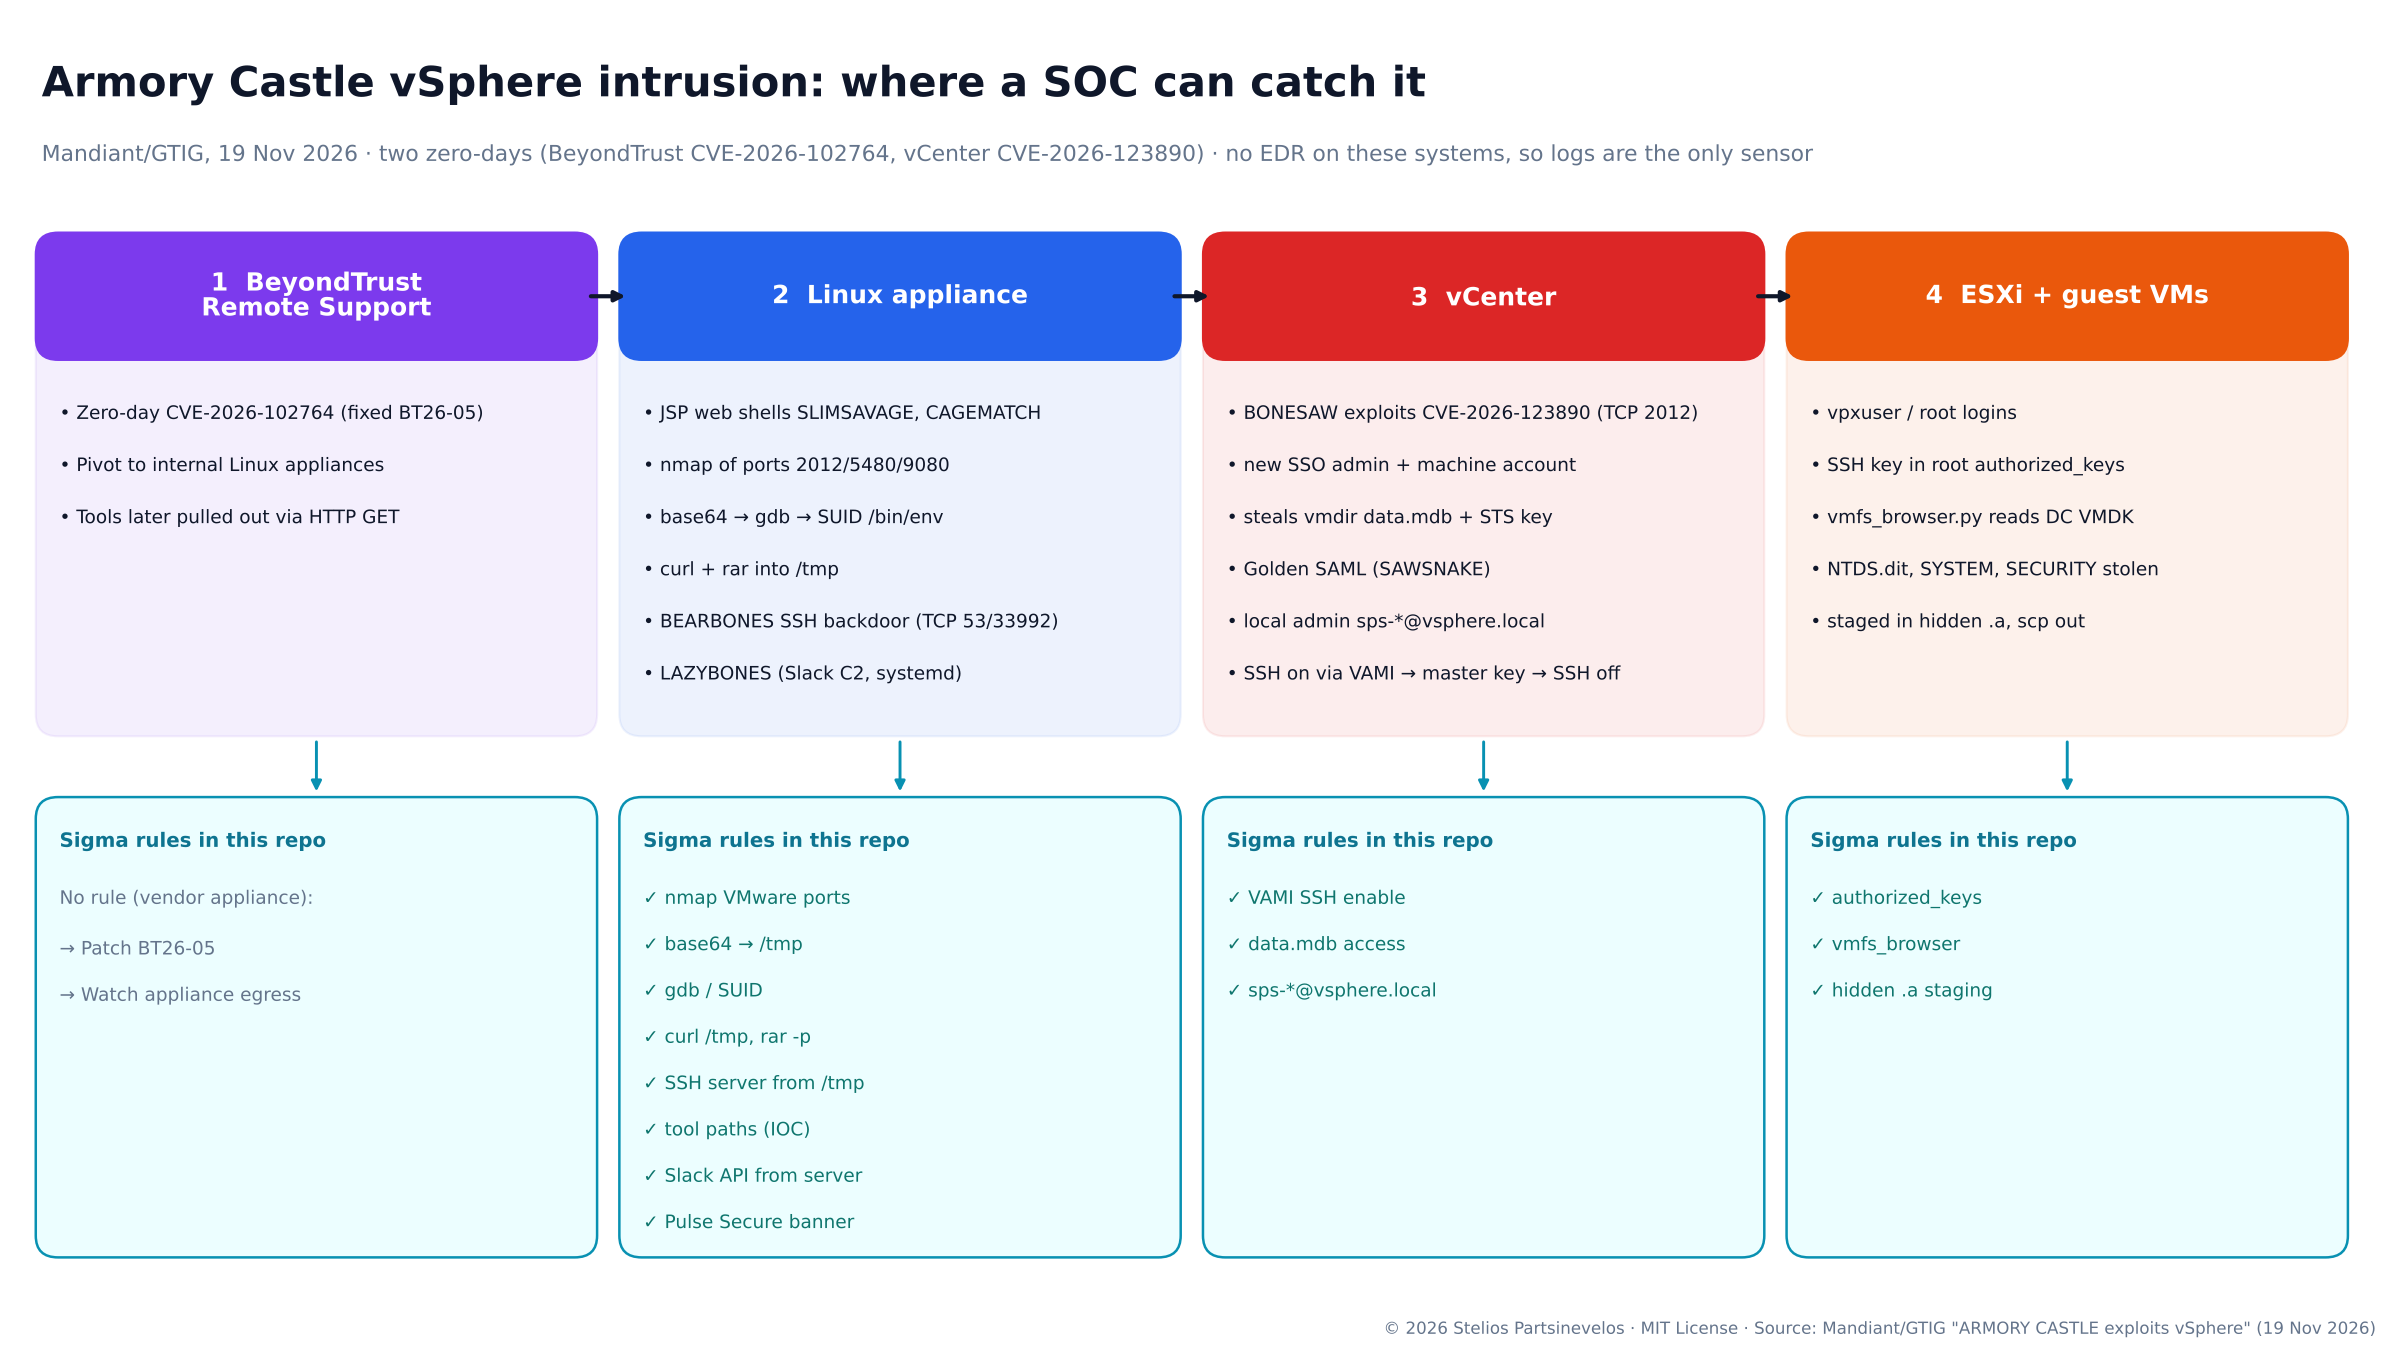 Armory Castle vSphere intrusion: where a SOC can catch it
Mandiant/GTIG, 19 Nov 2026 · two zero-days (BeyondTrust CVE-2026-102764, vCenter CVE-2026-123890) · no EDR on these systems, so logs are the only sensor
1 BeyondTrust
Remote Support
• Zero-day CVE-2026-102764 (fixed BT26-05)
• Pivot to internal Linux appliances
• Tools later pulled out via HTTP GET
Sigma rules in this repo
No rule (vendor appliance):
→ Patch BT26-05
→ Watch appliance egress
2 Linux appliance
• JSP web shells SLIMSAVAGE, CAGEMATCH
• nmap of ports 2012/5480/9080
• base64 → gdb → SUID /bin/env
• curl + rar into /tmp
• BEARBONES SSH backdoor (TCP 53/33992)
• LAZYBONES (Slack C2, systemd)
Sigma rules in this repo
✓ nmap VMware ports
✓ base64 → /tmp
✓ gdb / SUID
✓ curl /tmp, rar -p
✓ SSH server from /tmp
✓ tool paths (IOC)
✓ Slack API from server
✓ Pulse Secure banner
3 vCenter
• BONESAW exploits CVE-2026-123890 (TCP 2012)
• new SSO admin + machine account
• steals vmdir data.mdb + STS key
• Golden SAML (SAWSNAKE)
• local admin sps-*@vsphere.local
• SSH on via VAMI → master key → SSH off
Sigma rules in this repo
✓ VAMI SSH enable
✓ data.mdb access
✓ sps-*@vsphere.local
4 ESXi + guest VMs
• vpxuser / root logins
• SSH key in root authorized_keys
• vmfs_browser.py reads DC VMDK
• NTDS.dit, SYSTEM, SECURITY stolen
• staged in hidden .a, scp out
Sigma rules in this repo
✓ authorized_keys
✓ vmfs_browser
✓ hidden .a staging
© 2026 Stelios Partsinevelos · MIT License · Source: Mandiant/GTIG "ARMORY CASTLE exploits vSphere" (19 Nov 2026)